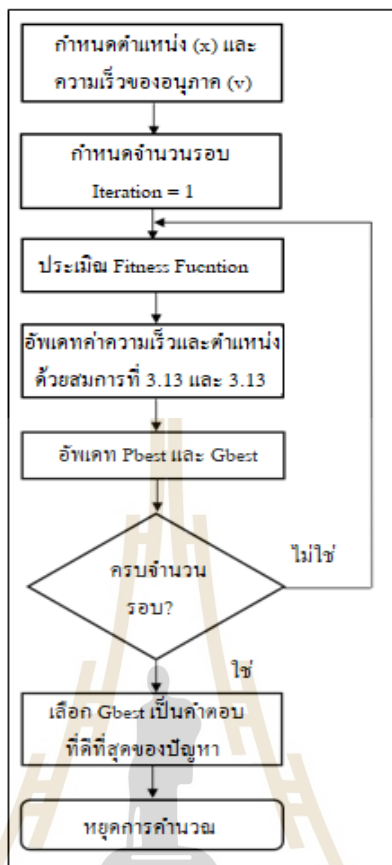 กำหนดตำแหน่ง (x) และ
ความเร็วของอนุภาค (v)
กำหนดจำนวนรอบ
Iteration = 1
ประเมิณ Fitness Fucntion
อัพเดทค่าความเร็วและตำแหน่ง
ด้วยสมการที่ 3.13 และ 3.13
อัพเดท Pbest และ Gbest
ครบจำนวน
รอบ?
ไม่ใช่
ใช่
เลือก Gbest เป็นคำตอบ
ที่ดีที่สุดของปัญหา
หยุดการคำนวณ